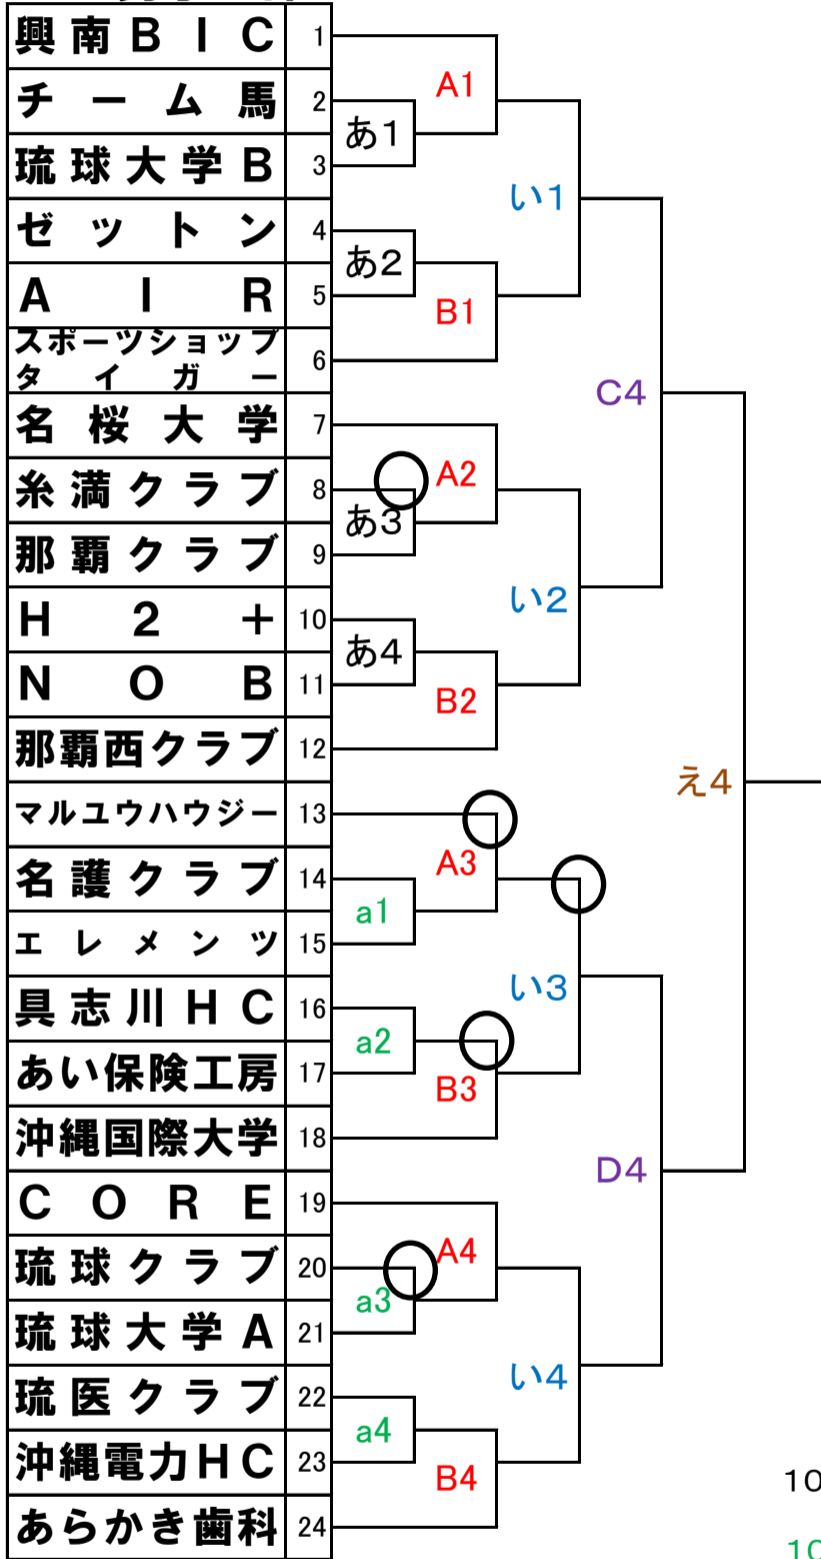 興南BIC 1
チーム馬 2
琉球大学B 3
ゼットン 4
AIR 5
スポーツショップ
タイガー 6
名桜大学 7
糸満クラブ 8
那覇クラブ 9
H2+ 10
NOB 11
那覇西クラブ 12
マルユウハウジー 13
名護クラブ 14
エレメンツ 15
具志川HC 16
あい保険工房 17
沖縄国際大学 18
CORE 19
琉球クラブ 20
琉球大学A 21
琉医クラブ 22
沖縄電力HC 23
あらかき歯科 24
あ1
あ2
あ3
あ4
a1
a2
a3
a4
A1
B1
A2
B2
A3
B3
A4
B4
い1
い2
い3
い4
C4
D4
え4
10
10